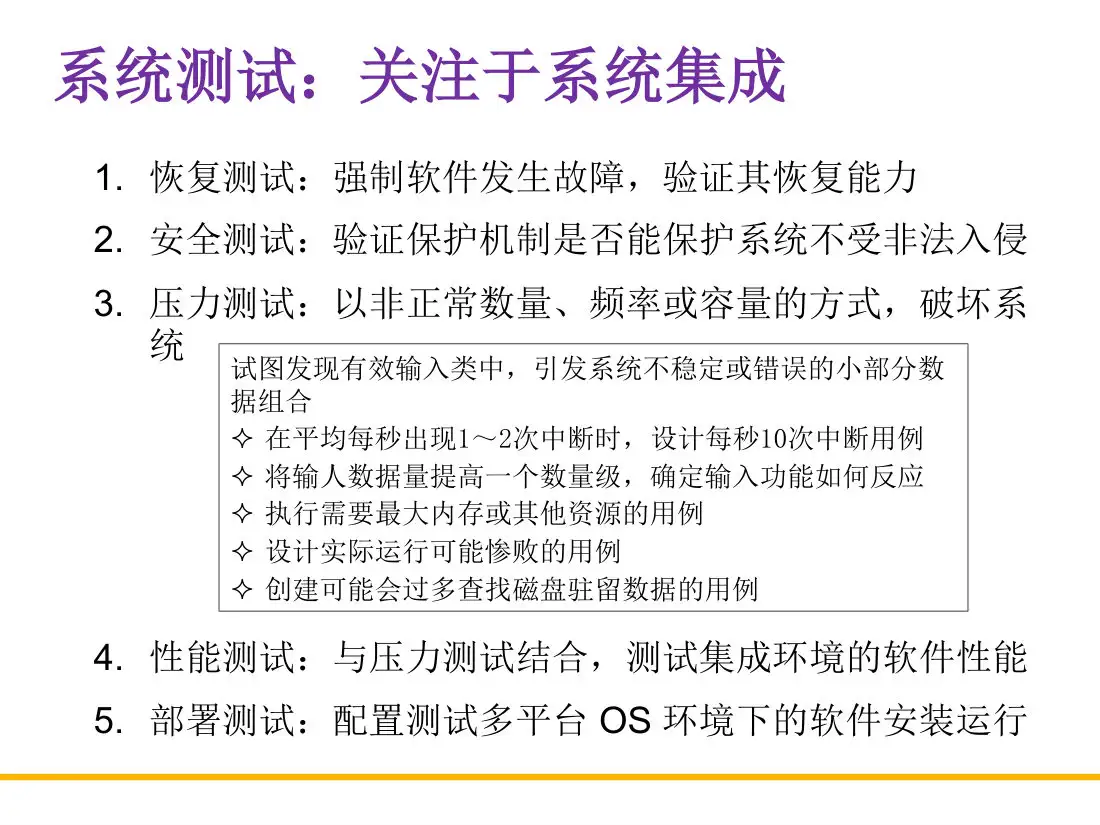 系统测试：关注于系统集成
1. 恢复测试：强制软件发生故障，验证其恢复能力
2. 安全测试：验证保护机制是否能保护系统不受非法入侵
3. 压力测试：以非正常数量、频率或容量的方式，破坏系
统
试图发现有效输入类中，引发系统不稳定或错误的小部分数
据组合
✧ 在平均每秒出现1～2次中断时，设计每秒10次中断用例
✧ 将输人数据量提高一个数量级，确定输入功能如何反应
✧ 执行需要最大内存或其他资源的用例
✧ 设计实际运行可能惨败的用例
✧ 创建可能会过多查找磁盘驻留数据的用例
4. 性能测试：与压力测试结合，测试集成环境的软件性能
5. 部署测试：配置测试多平台 OS 环境下的软件安装运行